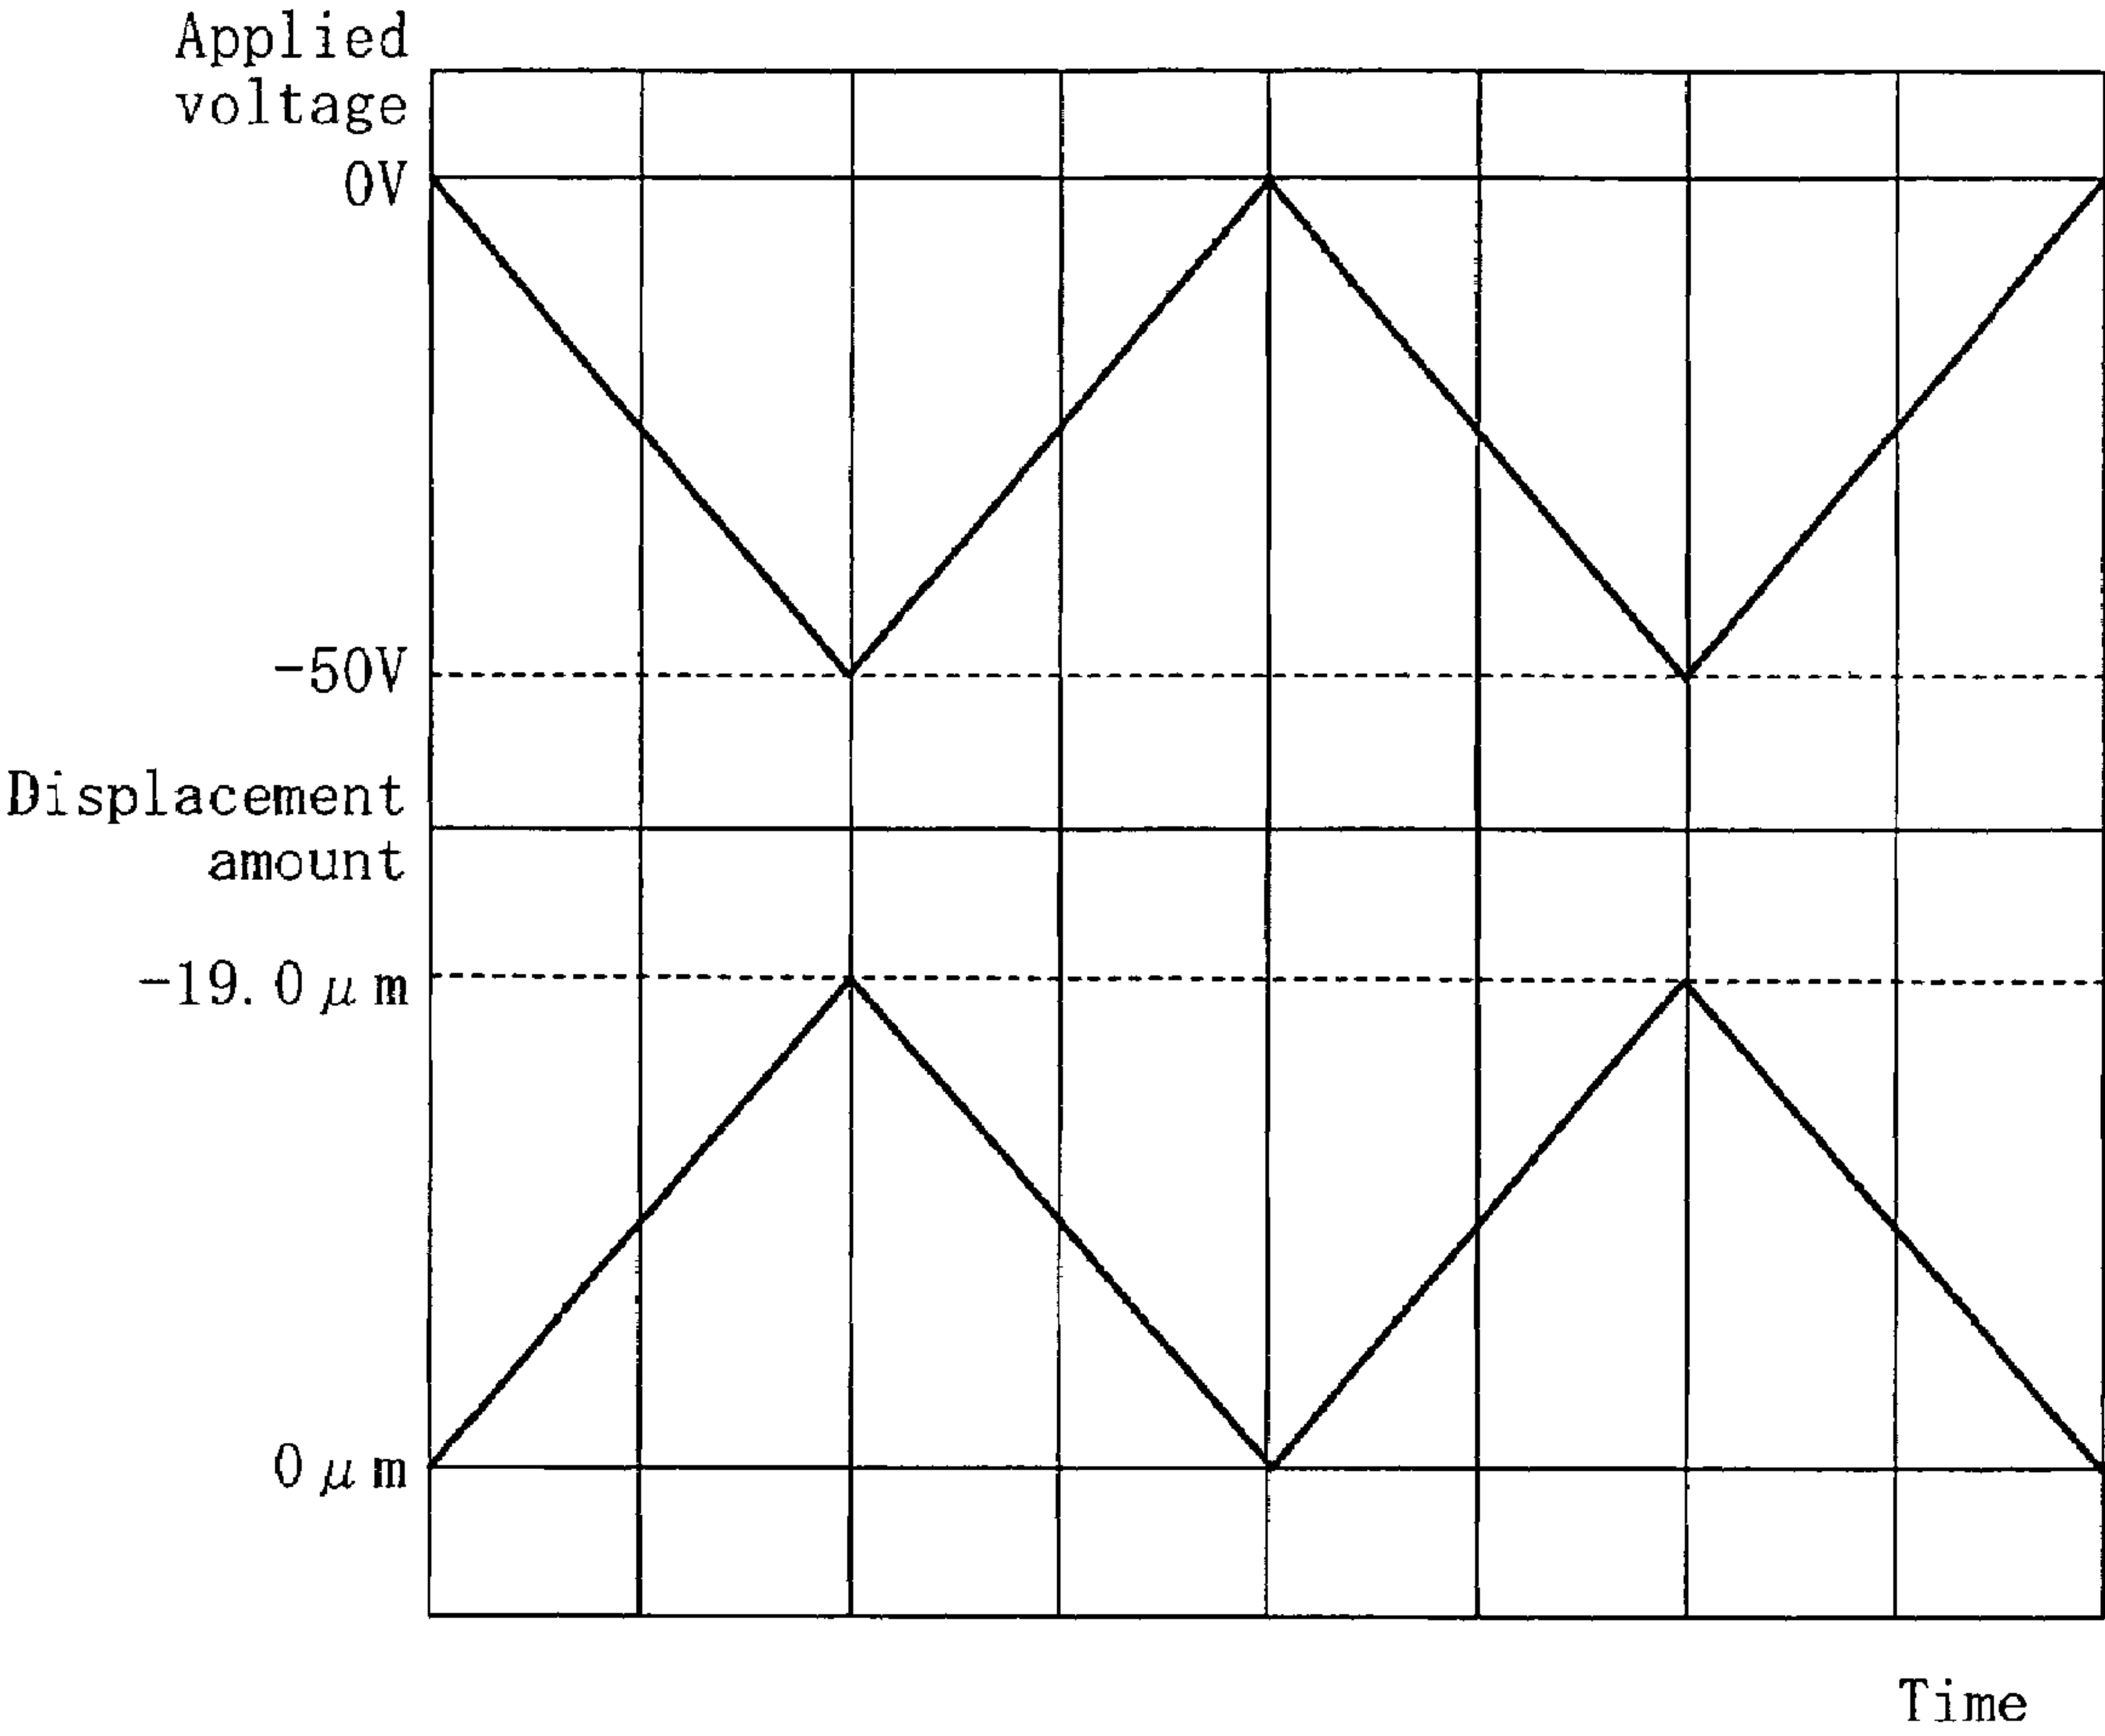 Applied
voltage
0V
-50V
Displacement
amount
-19.0μm
0μm
Time